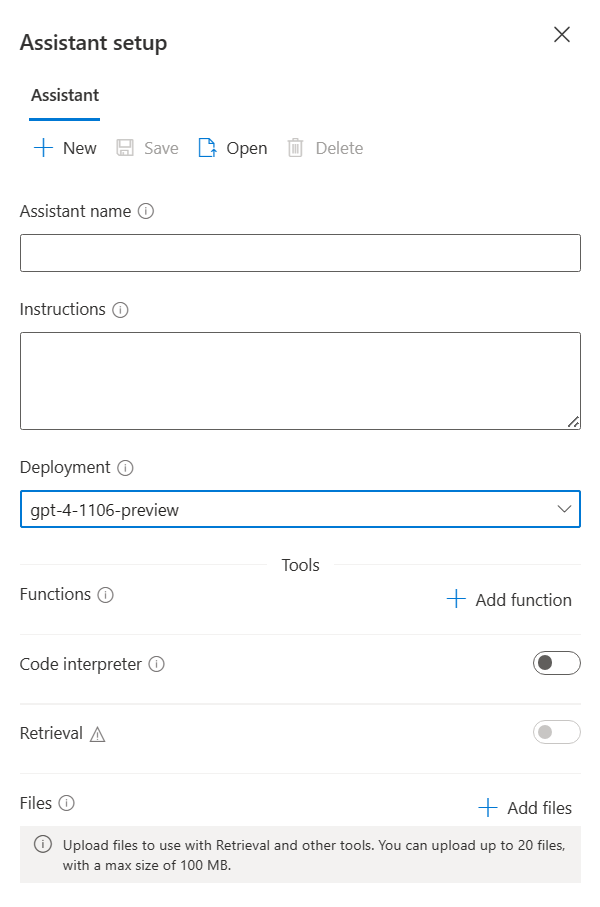 Assistant setup
Assistant
New Save Open Delete
Assistant name
Instructions
Deployment
gpt-4-1106-preview
Tools
Functions
Add function
Code interpreter
Retrieval
Files
Add files
Upload files to use with Retrieval and other tools. You can upload up to 20 files,
with a max size of 100 MB.